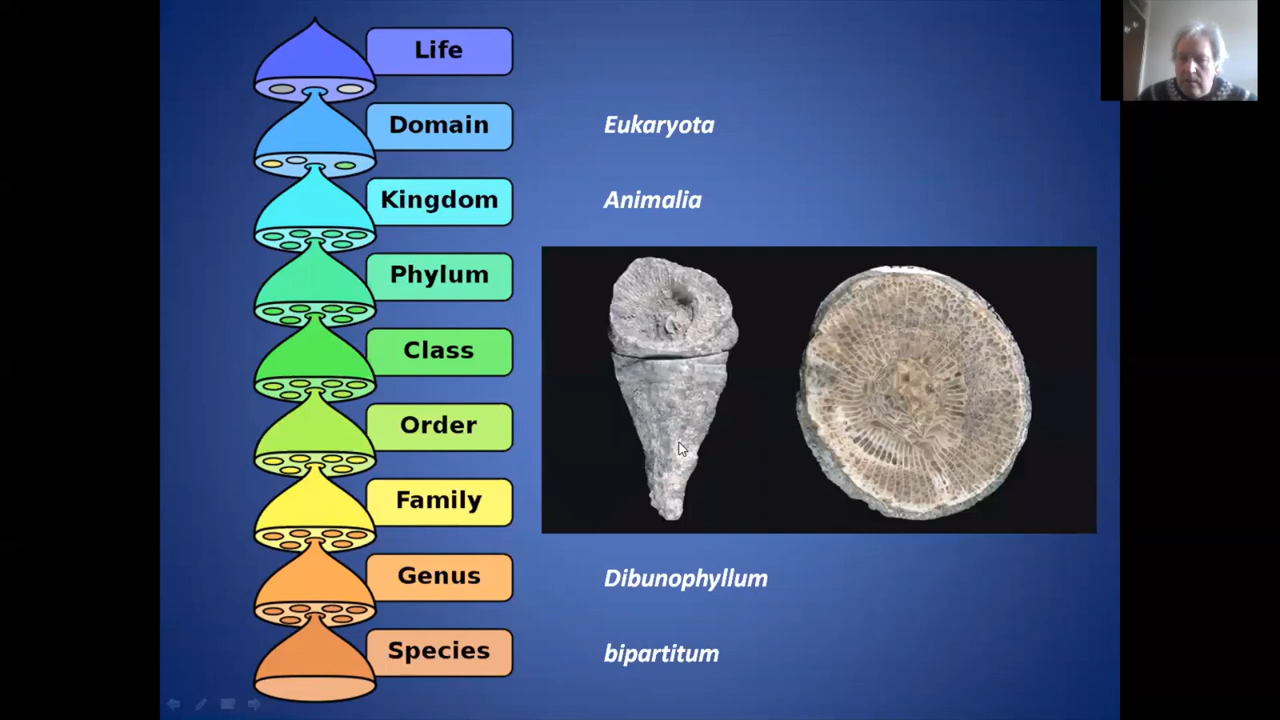 Life
Domain Eukaryota
Kingdom Animalia
Phylum
Class
Order
Family
Genus Dibunophyllum
Species bipartitum